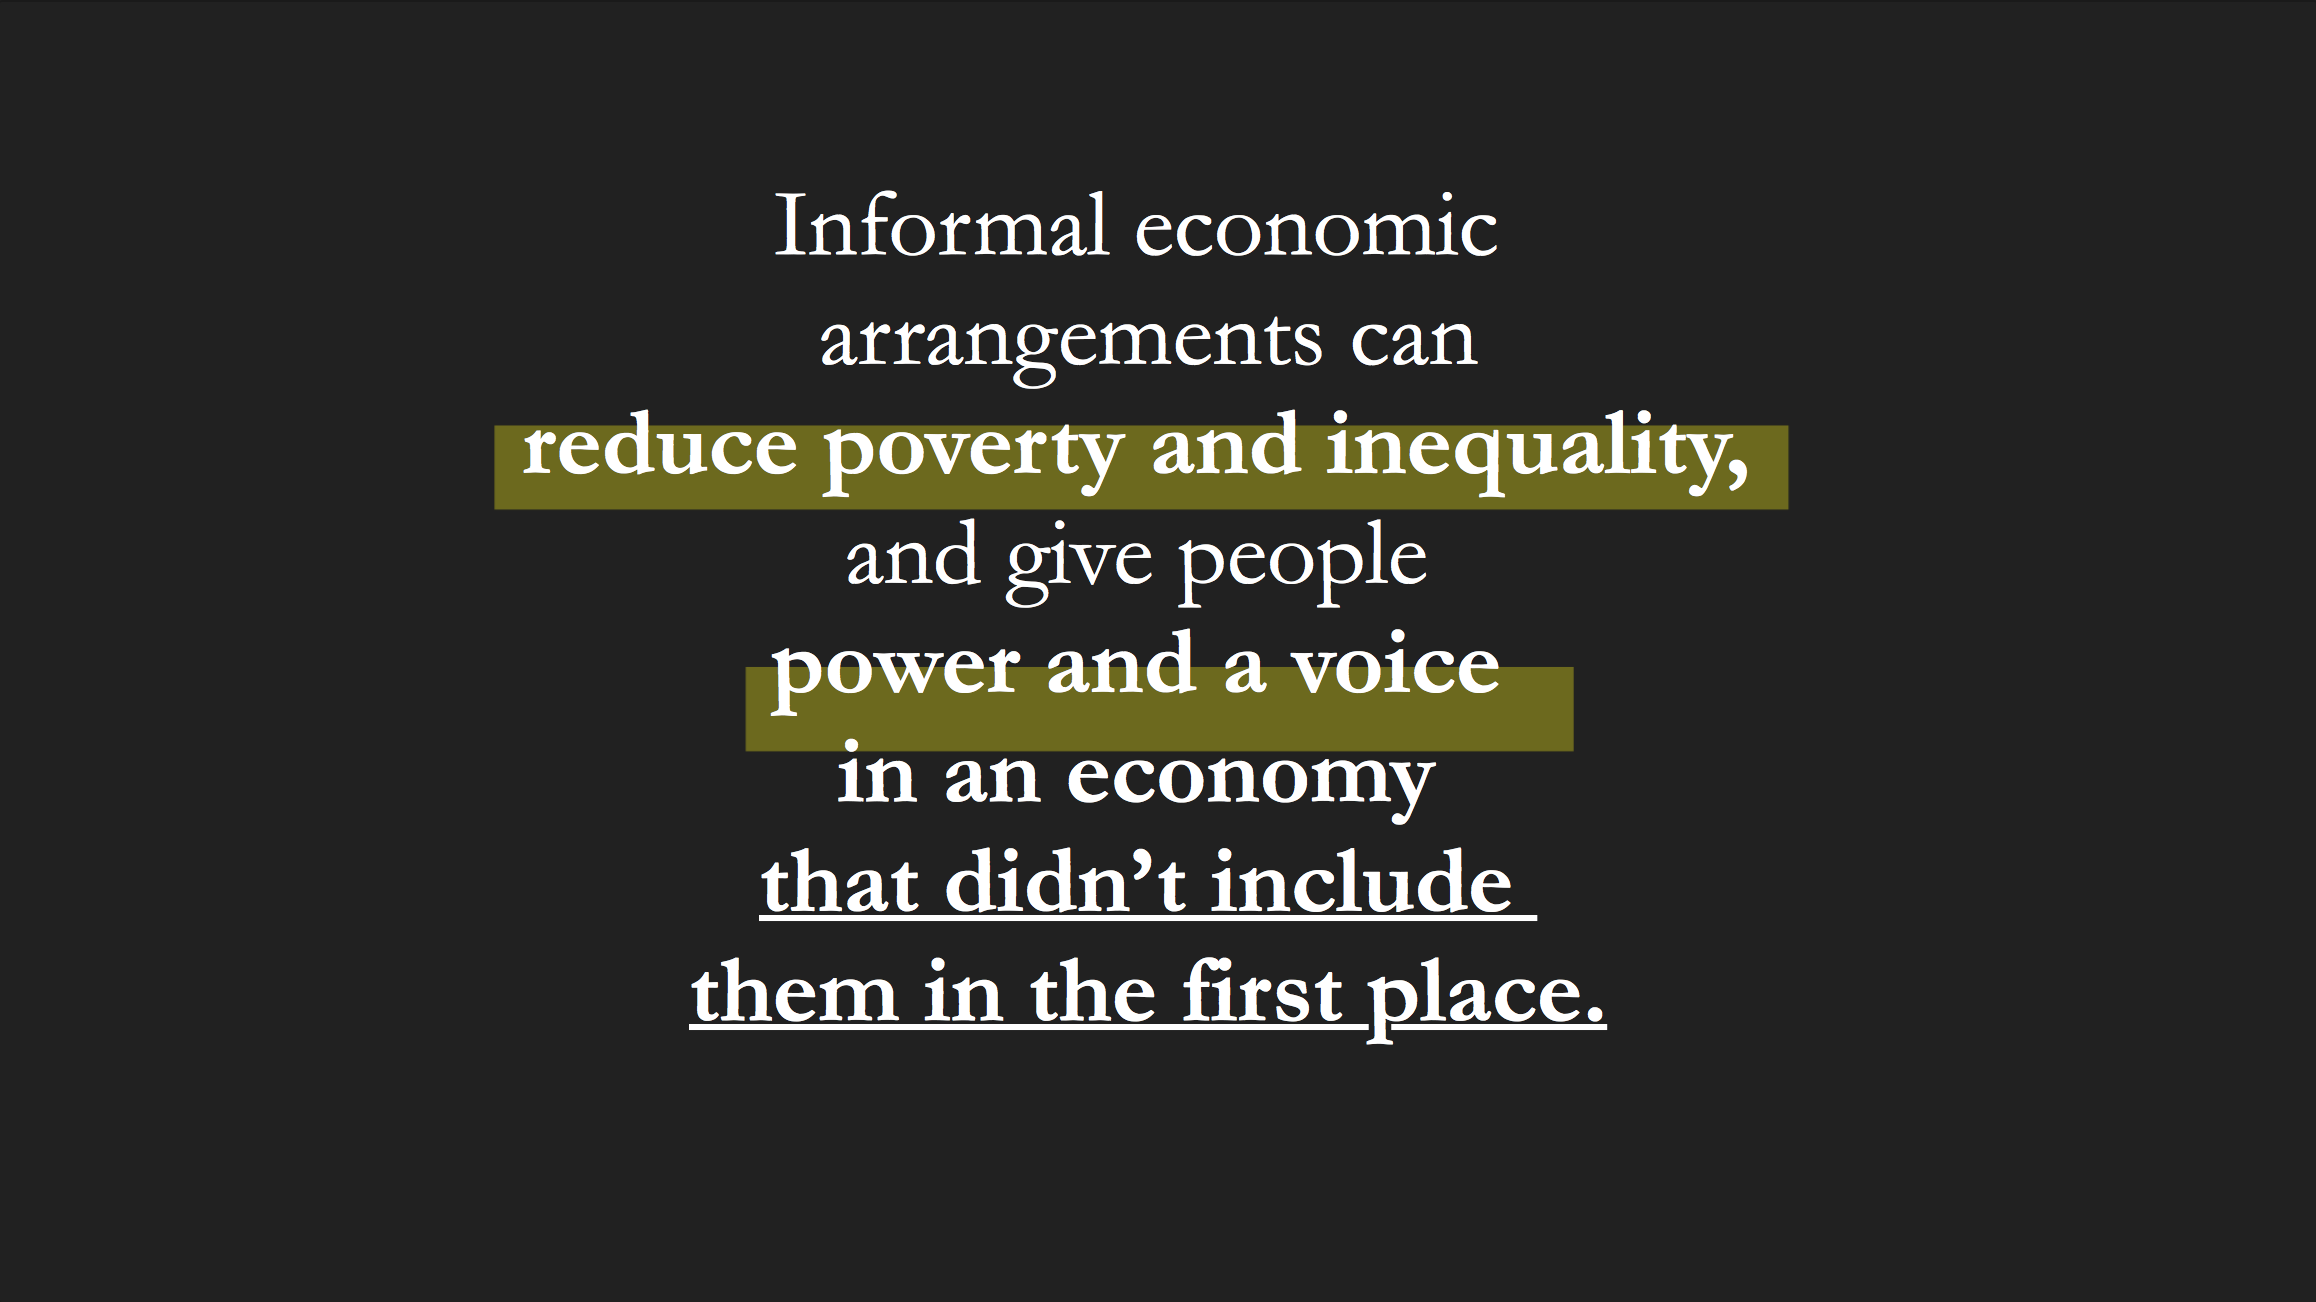 Informal economic
arrangements can
reduce poverty and inequality,
and give people
power and a voice
in an economy
that didn’t include
them in the first place.